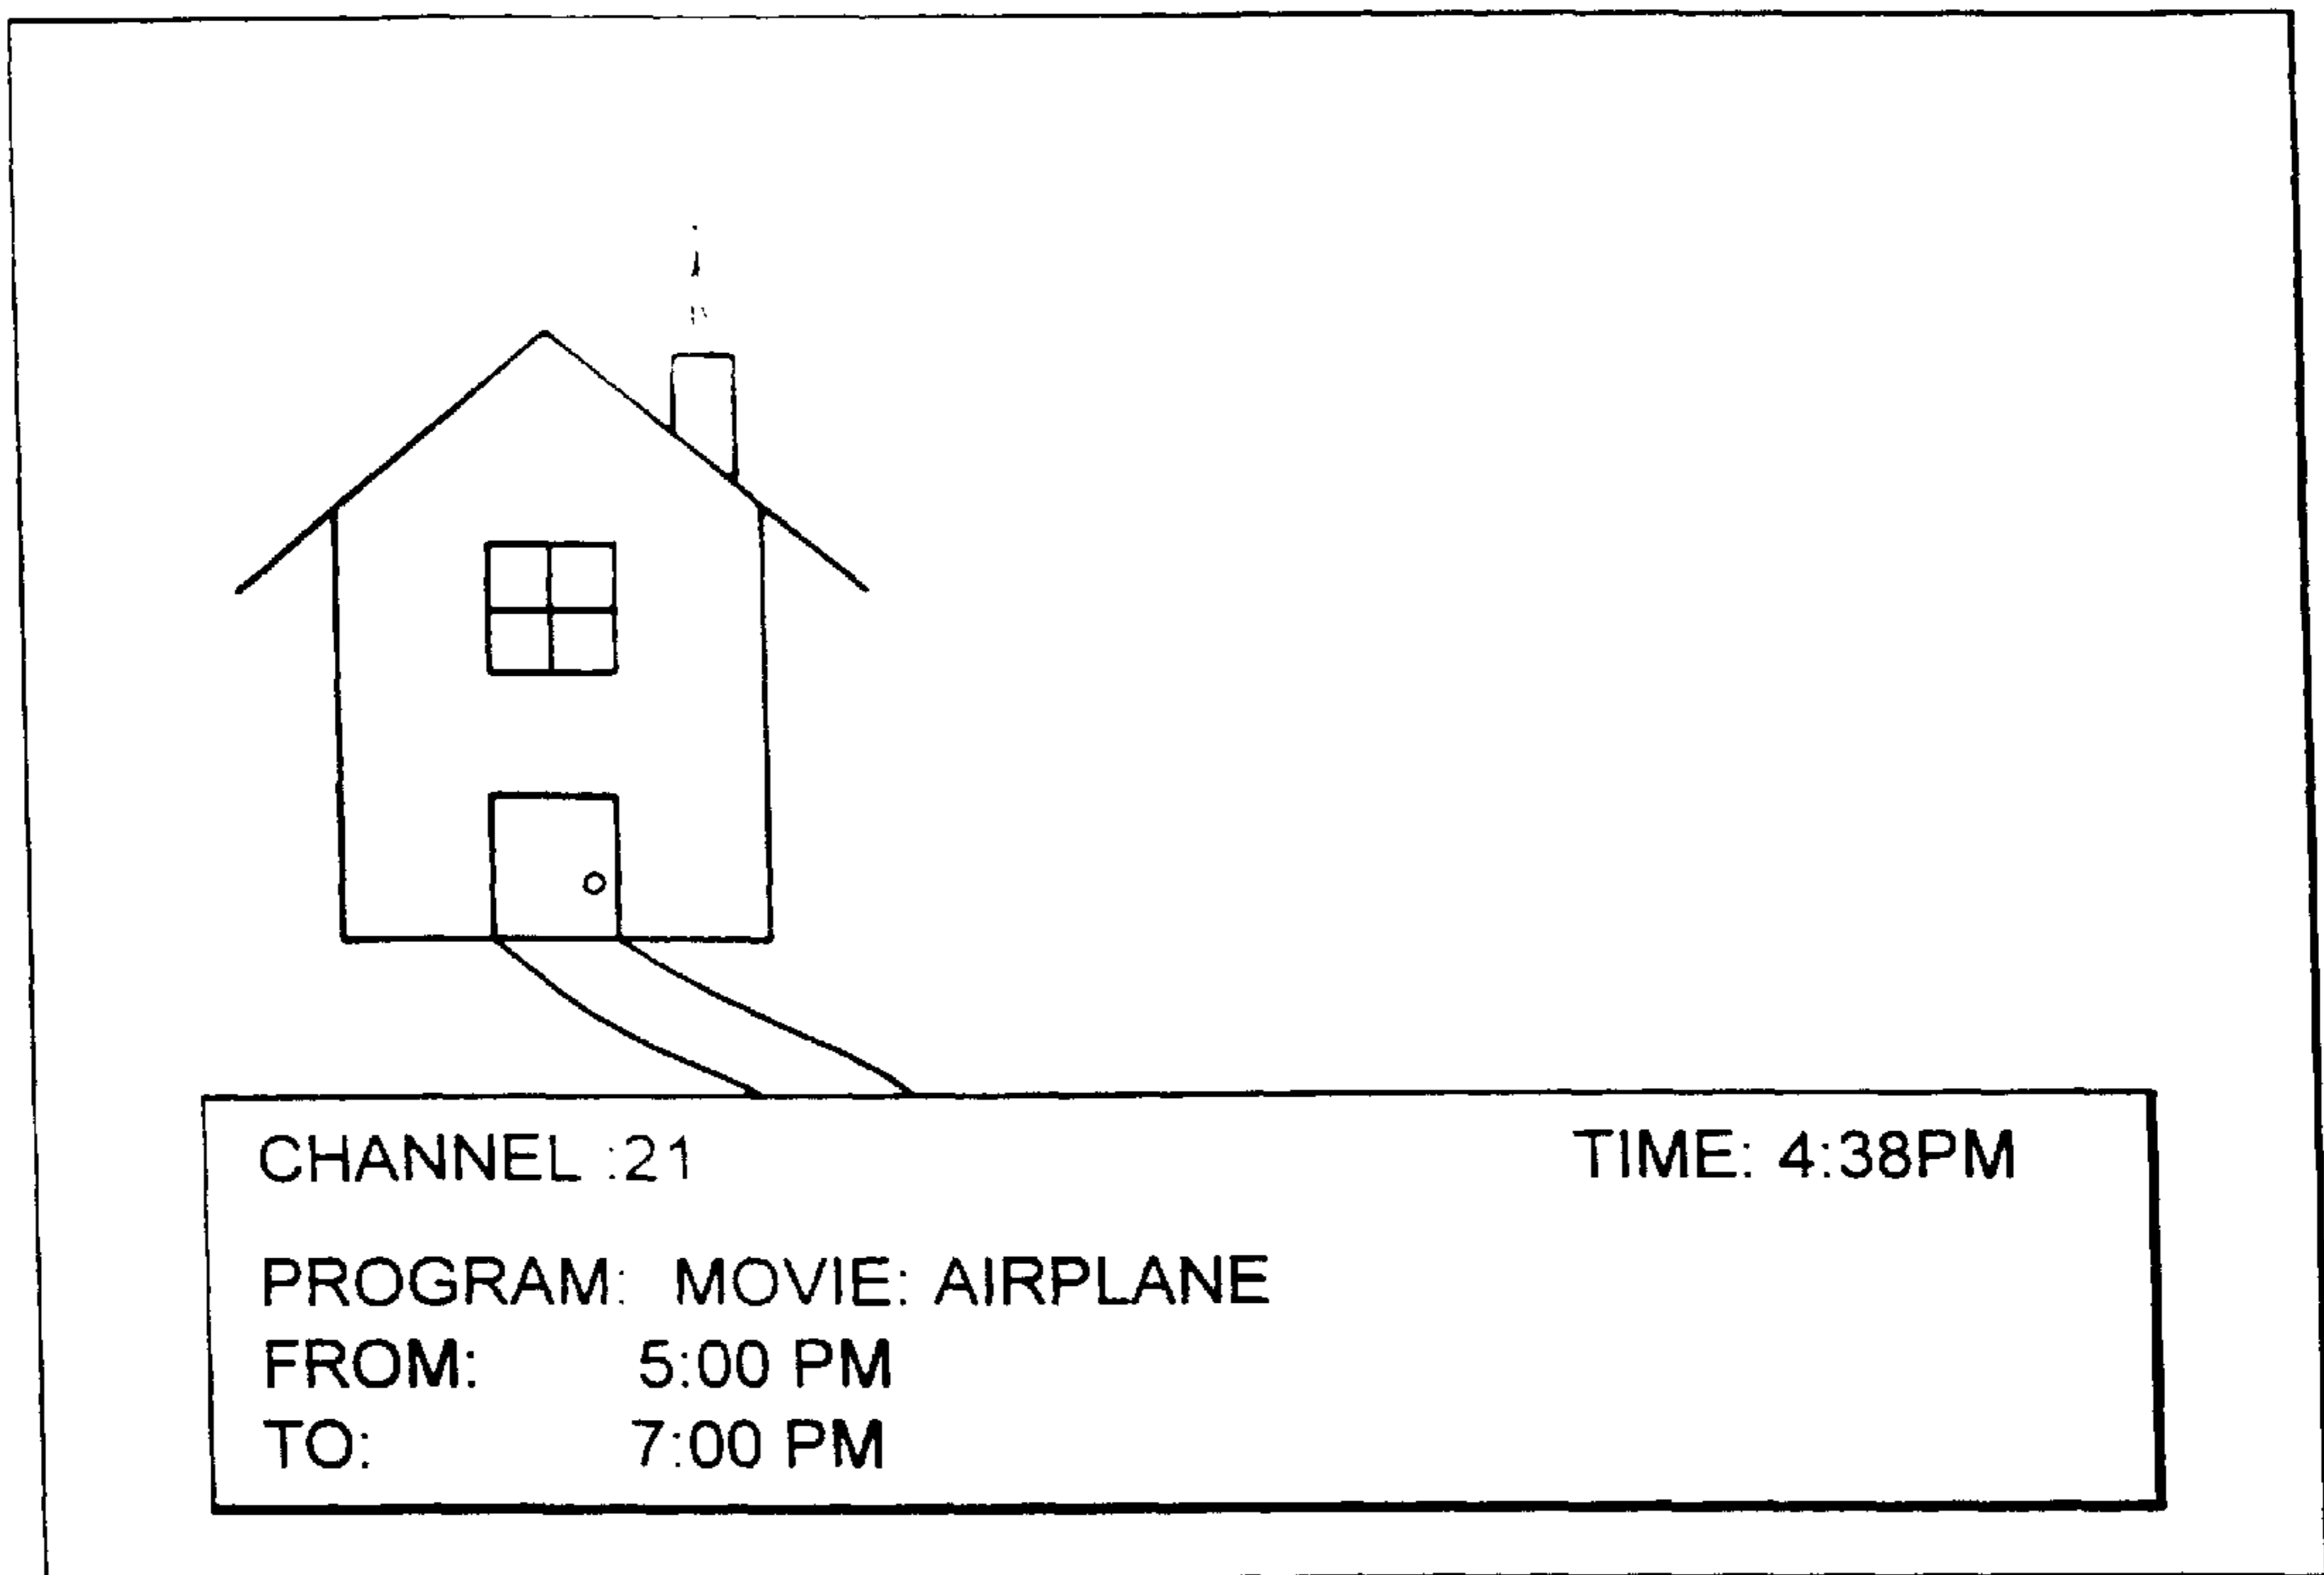 CHANNEL :21 TIME: 4:38PM
PROGRAM: MOVIE: AIRPLANE
FROM: 5:00 PM
TO: 7:00 PM